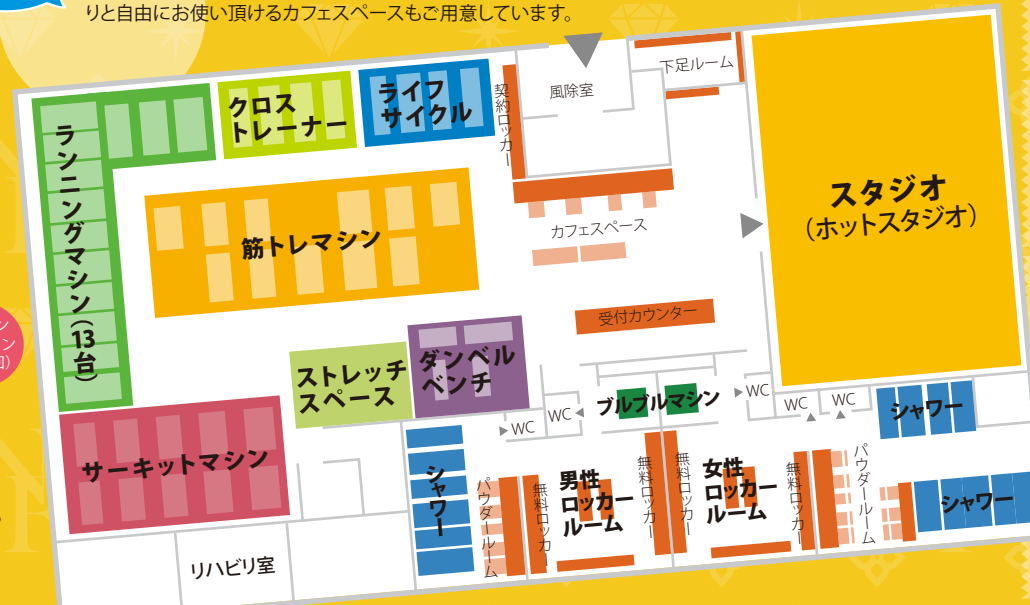 りと自由にお使い頂けるカフェスペースもご用意しています。
下足ルーム
風除室
契約ロッカー
ライフ
サイクル
クロス
トレーナー
ランニングマシン(13台)
筋トレマシン
カフェスペース
スタジオ
(ホットスタジオ)
受付カウンター
ダンベル
ベンチ
ストレッチ
スペース
ブルブルマシン
WC
WC
WC
WC
WC
シャワー
サーキットマシン
シャワー
パウダールーム
無料ロッカ
男性
ロッカー
ルーム
無料ロッカー
無料ロッカー
女性
ロッカー
ルーム
無料ロッカー
パウダールーム
シャワー
リハビリ室
ン
ン